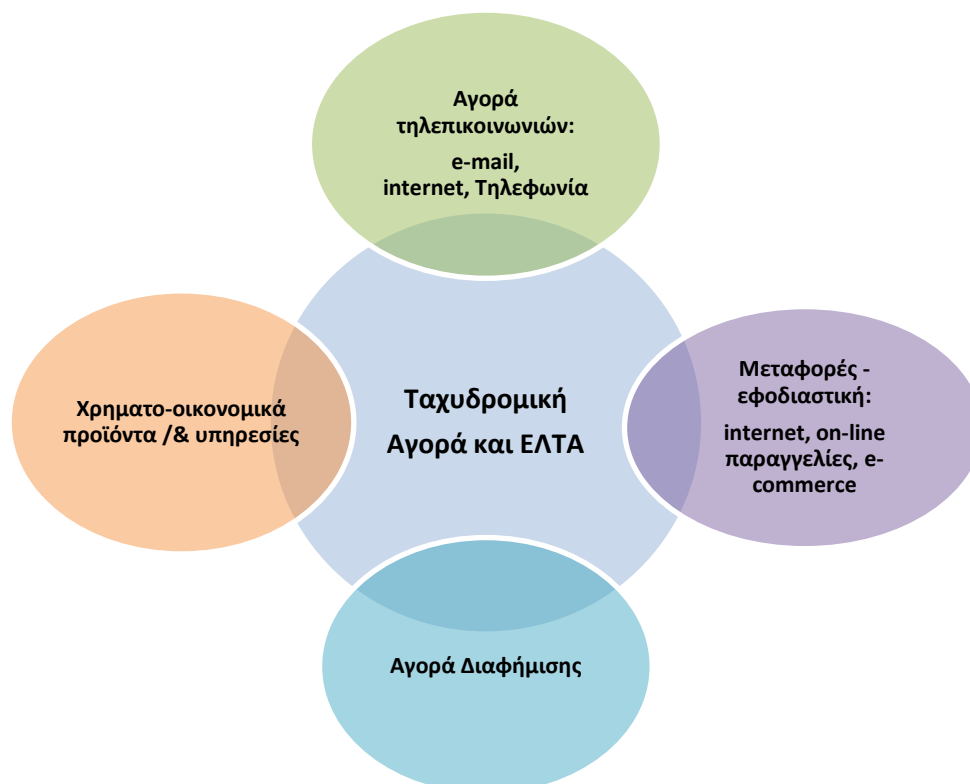 Αγορά
τηλεπικοινωνιών:
e-mail,
internet, Τηλεφωνία
Χρηματο-οικονομικά
προϊόντα /& υπηρεσίες
Ταχυδρομική
Αγορά και ΕΛΤΑ
Μεταφορές -
εφοδιαστική:
internet, on-line
παραγγελίες, e-
commerce
Αγορά Διαφήμισης